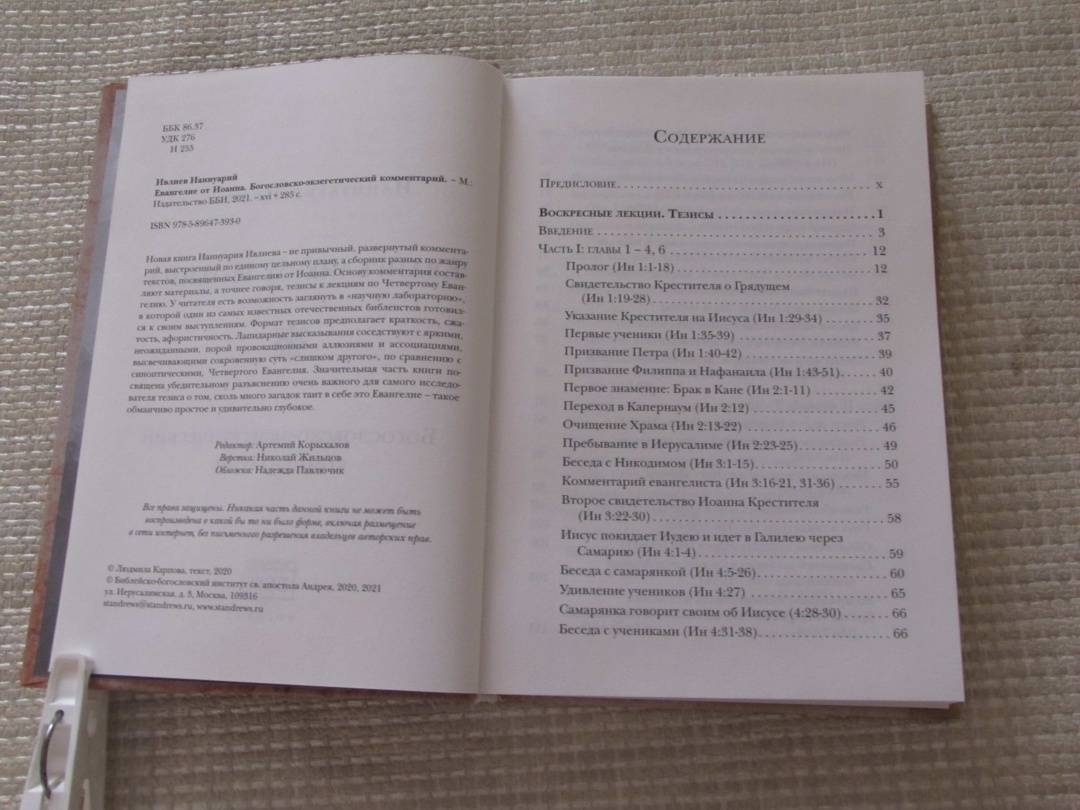 ББК 86.37
УДК 276
И 255
Ивлиев Ианнуарий
Евангелие от Иоанна. Богословско-экзегетический комментарий. – М.:
Издательство ББИ, 2021. – xvi + 285 с.
ISBN 978-5-89647-393-0
Новая книга Ианнуария Ивлиева – не привычный, развернутый коммента-
рий, выстроенный по единому цельному плану, а сборник разных по жанру
текстов, посвященных Евангелию от Иоанна. Основу комментария состав-
ляют материалы, а точнее говоря, тезисы к лекциям по Четвертому Еван-
гелию. У читателя есть возможность заглянуть в «научную лабораторию»,
в которой один из самых известных отечественных библеистов готовил-
ся к своим выступлениям. Формат тезисов предполагает краткость, сжа-
тость, афористичность. Лапидарные высказывания соседствуют с яркими,
неожиданными, порой провокационными аллюзиями и ассоциациями,
высвечивающими сокровенную суть «слишком другого», по сравнению с
синоптическими, Четвертого Евангелия. Значительная часть книги по-
священа убедительному разъяснению очень важного для самого исследо-
вателя тезиса о том, сколь много загадок таит в себе это Евангелие – такое
обманчиво простое и удивительно глубокое.
Редактор: Артемий Корыхалов
Верстка: Николай Жильцов
Обложка: Надежда Павлючик
Все права защищены. Никакая часть данной книги не может быть
воспроизведена в какой бы то ни было форме, включая размещение
в сети интернет, без письменного разрешения владельцев авторских прав.
© Людмила Карпова, текст, 2020
© Библейско-богословский институт св. апостола Андрея, 2020, 2021
ул. Иерусалимская, д. 3, Москва, 109316
standrews@standrews.ru, www.standrews.ru
Содержание
Предисловие. x
Воскресные лекции. Тезисы 1
Введение 3
Часть I: главы 1 – 4, 6 12
Пролог (Ин 1:1-18) 12
Свидетельство Крестителя о Грядущем
(Ин 1:19-28) 32
Указание Крестителя на Иисуса (Ин 1:29-34) 35
Первые ученики (Ин 1:35-39) 37
Призвание Петра (Ин 1:40-42) 39
Призвание Филиппа и Нафанаила (Ин 1:43-51). 40
Первое знамение: Брак в Кане (Ин 2:1-11) 42
Переход в Капернаум (Ин 2:12) 45
Очищение Храма (Ин 2:13-22) 46
Пребывание в Иерусалиме (Ин 2:23-25) 49
Беседа с Никодимом (Ин 3:1-15) 50
Комментарий евангелиста (Ин 3:16-21, 31-36) 55
Второе свидетельство Иоанна Крестителя
(Ин 3:22-30) 58
Иисус покидает Иудею и идет в Галилею через
Самарию (Ин 4:1-4) 59
Беседа с самарянкой (Ин 4:5-26) 60
Удивление учеников (Ин 4:27) 65
Самарянка говорит своим об Иисусе (4:28-30) 66
Беседа с учениками (Ин 4:31-38) 66